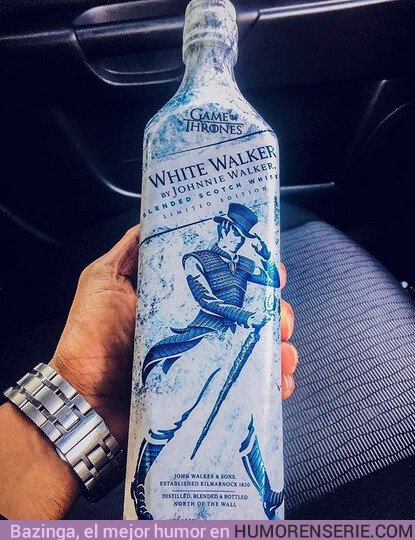 GAME OF
THRONES
WHITE WALKER
BY JOHNNIE WALKER.
BLENDED SCOTCH WHISKY
LIMITED EDITION
JOHN WALKER & SONS,
ESTABLISHED KILMARNOCK 1820
DISTILLED, BLENDED & BOTTLED
NORTH OF THE WALL
Bazinga, el mejor humor en HUMORENSERIE.COM